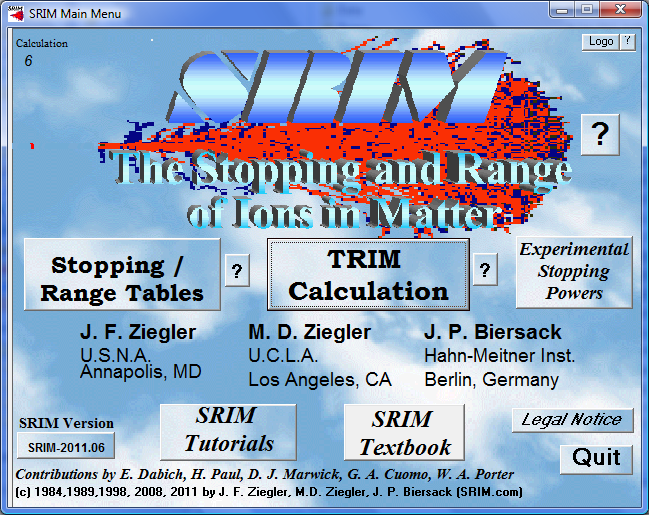 SRIM Main Menu
Calculation
6
Logo ?
SRIM
?
The Stopping and Range
of Ions in Matter
Stopping /
Range Tables
?
TRIM
Calculation
?
Experimental
Stopping
Powers
J. F. Ziegler
U.S.N.A.
Annapolis, MD
M. D. Ziegler
U.C.L.A.
Los Angeles, CA
J. P. Biersack
Hahn-Meitner Inst.
Berlin, Germany
SRIM Version
SRIM-2011.06
SRIM
Tutorials
SRIM
Textbook
Legal Notice
Quit
Contributions by E. Dabich, H. Paul, D. J. Marwick, G. A. Cuomo, W. A. Porter
(c) 1984,1989,1998, 2008, 2011 by J. F. Ziegler, M.D. Ziegler, J. P. Biersack (SRIM.com)